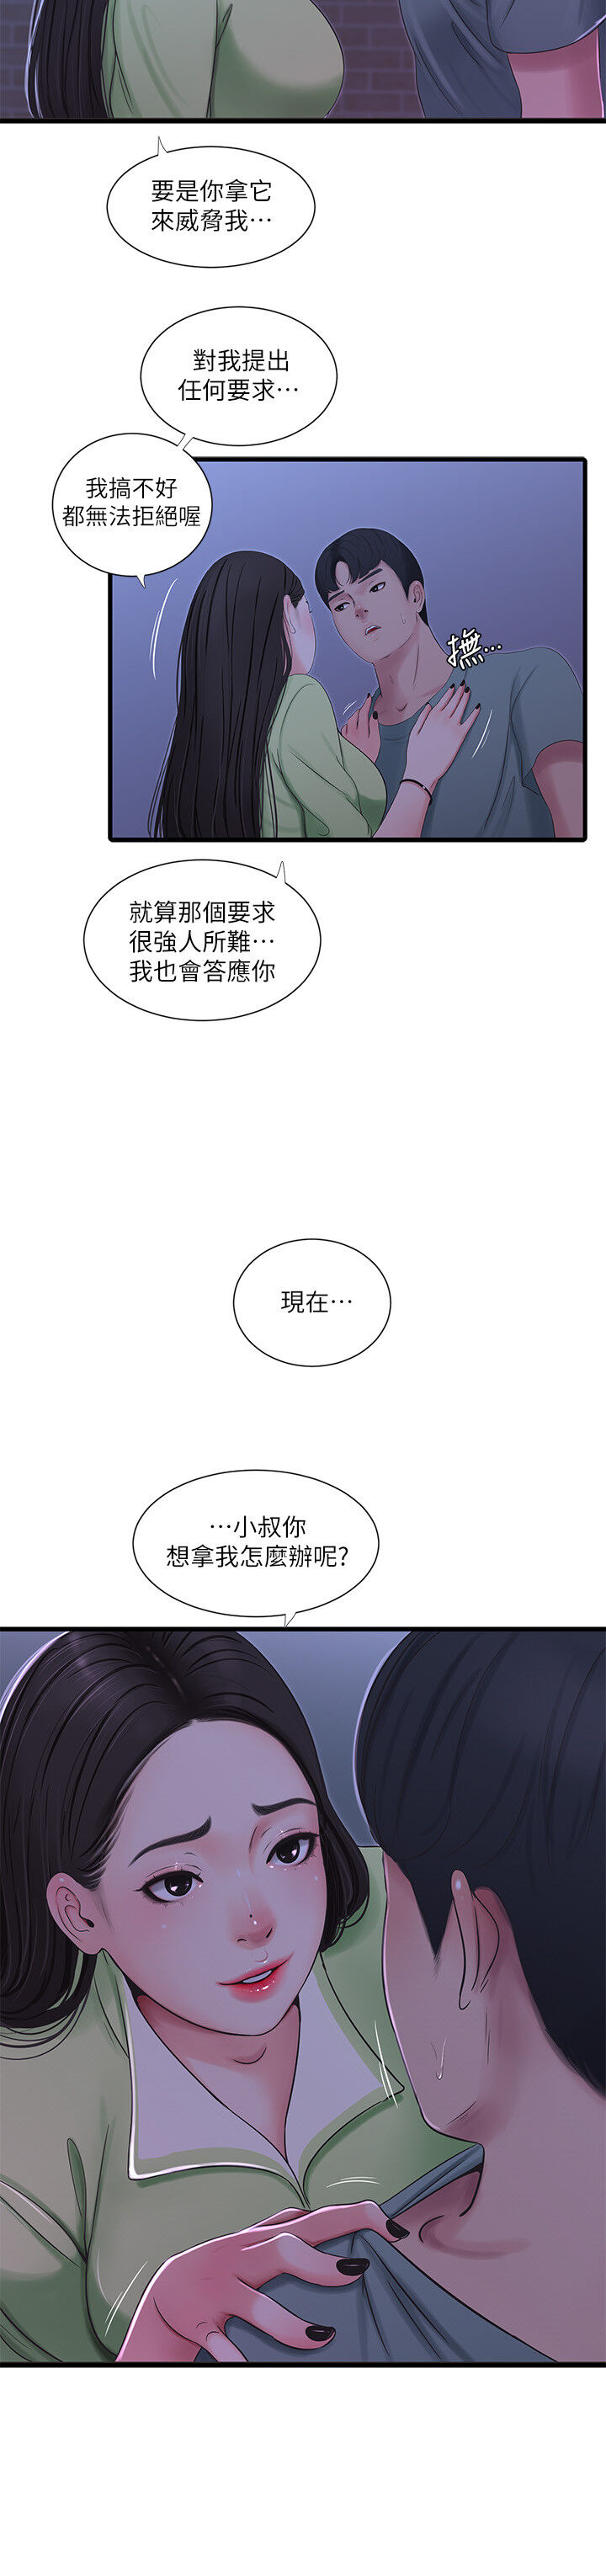 要是你拿它
來威脅我⋯
對我提出
任何要求⋯
我搞不好
都無法拒絕喔
撫⋯
就算那個要求
很強人所難⋯
我也會答應你
現在⋯
⋯小叔你
想拿我怎麼辦呢?